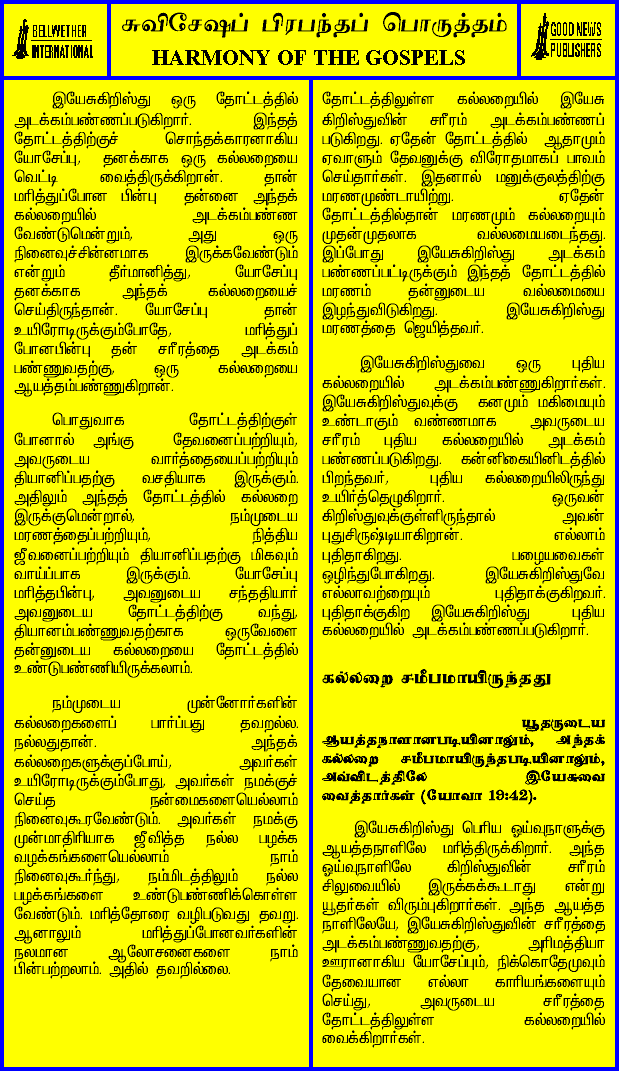 BELLWETHER
INTERNATIONAL
சுவிசேஷப் பிரபந்தப் பொருத்தம்
HARMONY OF THE GOSPELS
GOOD NEWS
PUBLISHERS
இயேசுகிறிஸ்து ஒரு தோட்டத்தில்
அடக்கம்பண்ணப்படுகிறார். இந்தத்
தோட்டத்திற்குச் சொந்தக்காரனாகிய
யோசேப்பு, தனக்காக ஒரு கல்லறையை
வெட்டி வைத்திருக்கிறான். தான்
மரித்துப்போன பின்பு தன்னை அந்தக்
கல்லறையில் அடக்கம்பண்ண
வேண்டுமென்றும், அது ஒரு
நினைவுச்சின்னமாக இருக்கவேண்டும்
என்றும் தீர்மானித்து, யோசேப்பு
தனக்காக அந்தக் கல்லறையைச்
செய்திருந்தான். யோசேப்பு தான்
உயிரோடிருக்கும்போதே, மரித்துப்
போனபின்பு தன் சரீரத்தை அடக்கம்
பண்ணுவதற்கு, ஒரு கல்லறையை
ஆயத்தம்பண்ணுகிறான்.
பொதுவாக தோட்டத்திற்குள்
போனால் அங்கு தேவனைப்பற்றியும்,
அவருடைய வார்த்தையைப்பற்றியும்
தியானிப்பதற்கு வசதியாக இருக்கும்.
அதிலும் அந்தத் தோட்டத்தில் கல்லறை
இருக்குமென்றால், நம்முடைய
மரணத்தைப்பற்றியும், நித்திய
ஜீவனைப்பற்றியும் தியானிப்பதற்கு மிகவும்
வாய்ப்பாக இருக்கும். யோசேப்பு
மரித்தபின்பு, அவனுடைய சந்ததியார்
அவனுடைய தோட்டத்திற்கு வந்து,
தியானம்பண்ணுவதற்காக ஒருவேளை
தன்னுடைய கல்லறையை தோட்டத்தில்
உண்டுபண்ணியிருக்கலாம்.
நம்முடைய முன்னோர்களின்
கல்லறைகளைப் பார்ப்பது தவறல்ல.
நல்லதுதான். அந்தக்
கல்லறைகளுக்குப்போய், அவர்கள்
உயிரோடிருக்கும்போது, அவர்கள் நமக்குச்
செய்த நன்மைகளையெல்லாம்
நினைவுகூரவேண்டும். அவர்கள் நமக்கு
முன்மாதிரியாக ஜீவித்த நல்ல பழக்க
வழக்கங்களையெல்லாம் நாம்
நினைவுகூர்ந்து, நம்மிடத்திலும் நல்ல
பழக்கங்களை உண்டுபண்ணிக்கொள்ள
வேண்டும். மரித்தோரை வழிபடுவது தவறு.
ஆனாலும் மரித்துப்போனவர்களின்
நலமான ஆலோசனைகளை நாம்
பின்பற்றலாம். அதில் தவறில்லை.
தோட்டத்திலுள்ள கல்லறையில் இயேசு
கிறிஸ்துவின் சரீரம் அடக்கம்பண்ணப்
படுகிறது. ஏதேன் தோட்டத்தில் ஆதாமும்
ஏவாளும் தேவனுக்கு விரோதமாகப் பாவம்
செய்தார்கள். இதனால் மனுக்குலத்திற்கு
மரணமுண்டாயிற்று. ஏதேன்
தோட்டத்தில்தான் மரணமும் கல்லறையும்
முதன்முதலாக வல்லமையடைந்தது.
இப்போது இயேசுகிறிஸ்து அடக்கம்
பண்ணப்பட்டிருக்கும் இந்தத் தோட்டத்தில்
மரணம் தன்னுடைய வல்லமையை
இழந்துவிடுகிறது. இயேசுகிறிஸ்து
மரணத்தை ஜெயித்தவர்.
இயேசுகிறிஸ்துவை ஒரு புதிய
கல்லறையில் அடக்கம்பண்ணுகிறார்கள்.
இயேசுகிறிஸ்துவுக்கு கனமும் மகிமையும்
உண்டாகும் வண்ணமாக அவருடைய
சரீரம் புதிய கல்லறையில் அடக்கம்
பண்ணப்படுகிறது. கன்னிகையினிடத்தில்
பிறந்தவர், புதிய கல்லறையிலிருந்து
உயிர்த்தெழுகிறார். ஒருவன்
கிறிஸ்துவுக்குள்ளிருந்தால் அவன்
புதுசிருஷ்டியாகிறான். எல்லாம்
புதிதாகிறது. பழையவைகள்
ஒழிந்துபோகிறது. இயேசுகிறிஸ்துவே
எல்லாவற்றையும் புதிதாக்குகிறவர்.
புதிதாக்குகிற இயேசுகிறிஸ்து புதிய
கல்லறையில் அடக்கம்பண்ணப்படுகிறார்.
கல்லறை சமீபமாயிருந்தது
யூதருடைய
ஆயத்தநாளானபடியினாலும், அந்தக்
கல்லறை சமீபமாயிருந்தபடியினாலும்,
அவ்விடத்திலே இயேசுவை
வைத்தார்கள் (யோவா 19:42).
இயேசுகிறிஸ்து பெரிய ஓய்வுநாளுக்கு
ஆயத்தநாளிலே மரித்திருக்கிறார். அந்த
ஓய்வுநாளிலே கிறிஸ்துவின் சரீரம்
சிலுவையில் இருக்கக்கூடாது என்று
யூதர்கள் விரும்புகிறார்கள். அந்த ஆயத்த
நாளிலேயே, இயேசுகிறிஸ்துவின் சரீரத்தை
அடக்கம்பண்ணுவதற்கு, அரிமத்தியா
ஊரானாகிய யோசேப்பும், நிக்கொதேமுவும்
தேவையான எல்லா காரியங்களையும்
செய்து, அவருடைய சரீரத்தை
தோட்டத்திலுள்ள கல்லறையில்
வைக்கிறார்கள்.